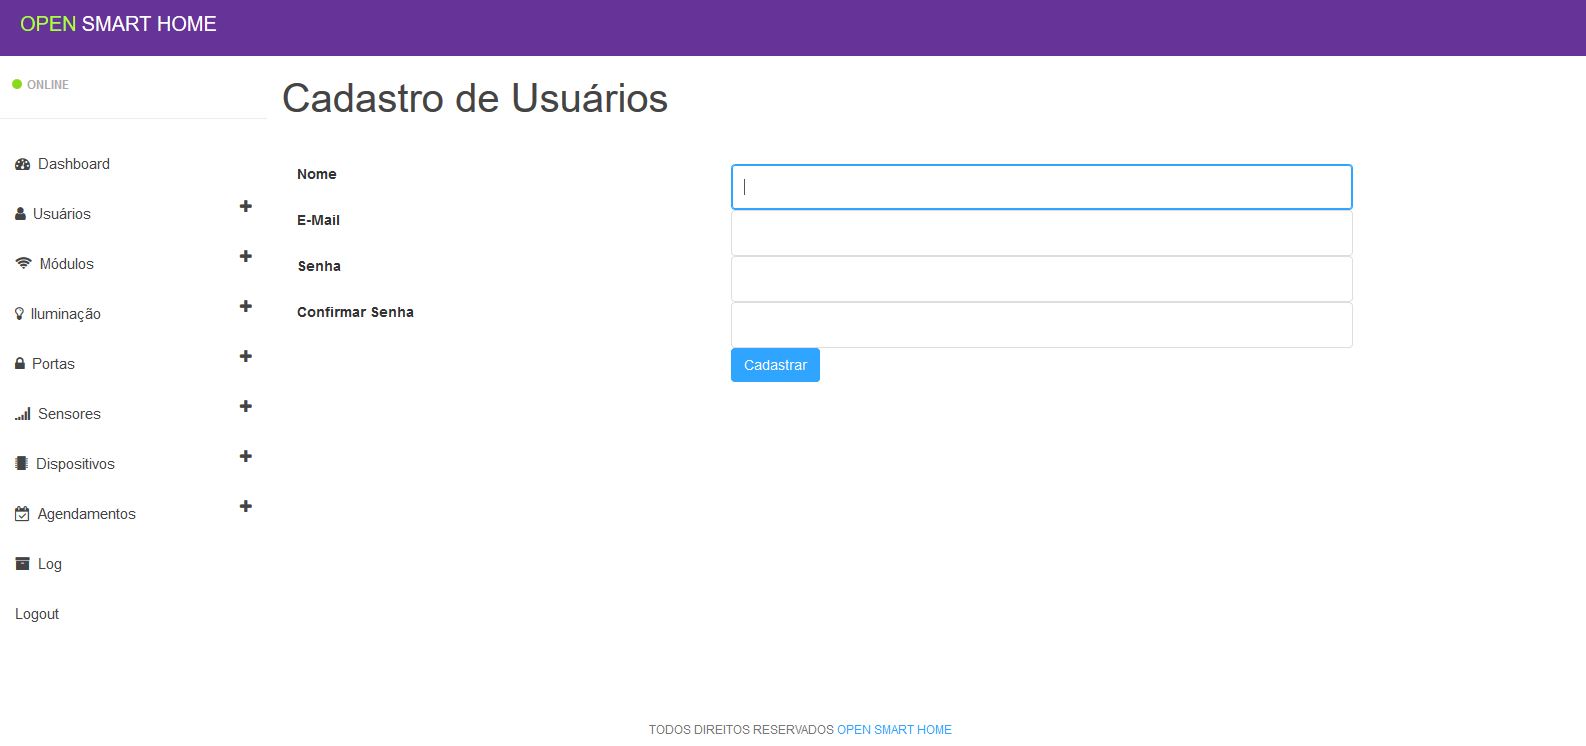 OPEN SMART HOME
ONLINE
Dashboard
Usuários
Módulos
Iluminação
Portas
Sensores
Dispositivos
Agendamentos
Log
Logout
Cadastro de Usuários
Nome
E-Mail
Senha
Confirmar Senha
Cadastrar
TODOS DIREITOS RESERVADOS OPEN SMART HOME